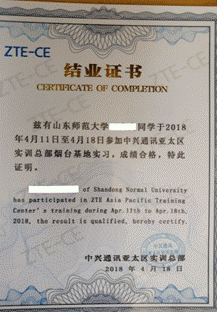 ZTE-CE
结业证书
CERTIFICATE OF COMPLETION
兹有山东师范大学 同学于2018
年4月11日至4月18日参加中兴通讯亚太区
实训总部烟台基地实习。成绩合格，特此
证明。
of Shandong Normal University
has participated in ZTE Asia Pacific Training
Center's training during Apr.11th to Apr.18th,
2018, the result is qualified, hereby certify.
中兴通讯亚太区实训总部
2018 年 4 月 18 日